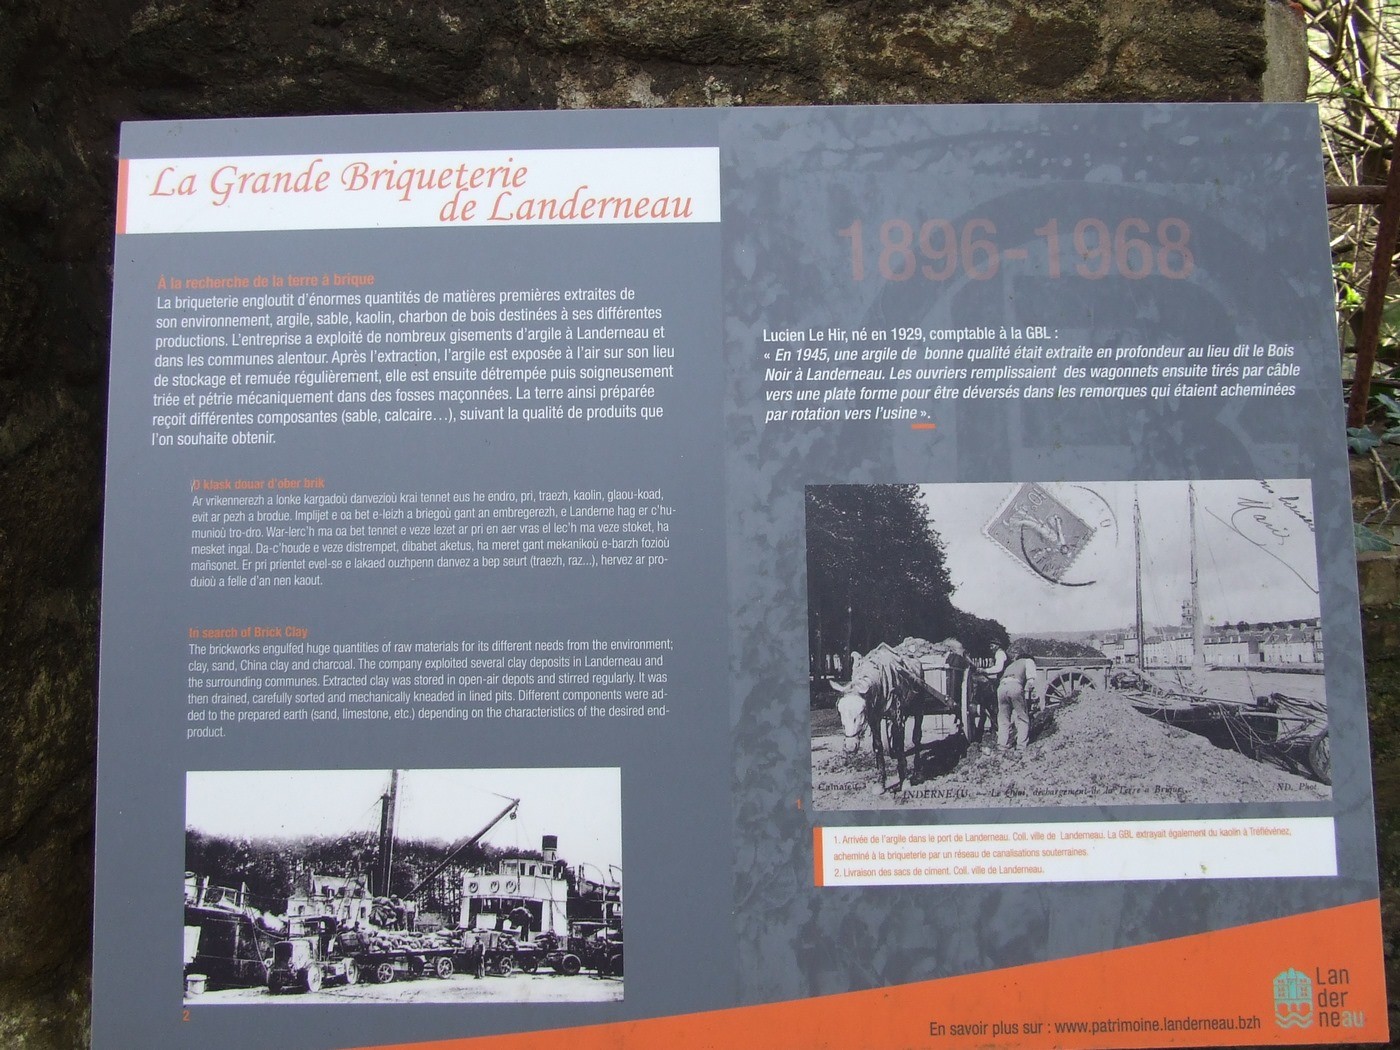 La Grande Briqueterie
de Landerneau
À la recherche de la terre à brique
La briqueterie engloutit d'énormes quantités de matières premières extraites de
son environnement, argile, sable, kaolin, charbon de bois destinées à ses différentes
productions. L'entreprise a exploité de nombreux gisements d'argile à Landerneau et
dans les communes alentour. Après l'extraction, l'argile est exposée à l'air sur son lieu
de stockage et remuée régulièrement, elle est ensuite détrempée puis soigneusement
triée et pétrie mécaniquement dans des fosses maçonnées. La terre ainsi préparée
reçoit différentes composantes (sable, calcaire…), suivant la qualité de produits que
l'on souhaite obtenir.
O klask douar d'ober brik
Ar vrikennerezh a lonke kargadoù danvezioù krai tennet eus he endro, pri, traezh, kaolin, glaou-koad,
evit ar pezh a brodue. Implijet e oa bet e-leizh a briegoù gant an embregerezh, e Landerne hag er c'hu-
munioù tro-dro. War-lerc'h ma oa bet tennet e veze lezet ar pri en aer vras el lec'h ma veze stoket, ha
mesket ingal. Da-c'houde e veze distrempet, dibabet aketus, ha meret gant mekanikoù e-barzh fozioù
mañsonet. Er pri prientet evel-se e lakaed ouzhpenn danvez a bep seurt (traezh, raz...), hervez ar pro-
duioù a felle d'an nen kaout.
In search of Brick Clay
The brickworks engulfed huge quantities of raw materials for its different needs from the environment;
clay, sand, China clay and charcoal. The company exploited several clay deposits in Landerneau and
the surrounding communes. Extracted clay was stored in open-air depots and stirred regularly. It was
then drained, carefully sorted and mechanically kneaded in lined pits. Different components were ad-
ded to the prepared earth (sand, limestone, etc.) depending on the characteristics of the desired end-
product.
2
1896-1968
Lucien Le Hir, né en 1929, comptable à la GBL :
« En 1945, une argile de bonne qualité était extraite en profondeur au lieu dit le Bois
Noir à Landerneau. Les ouvriers remplissaient des wagonnets ensuite tirés par câble
vers une plate forme pour être déversés dans les remorques qui étaient acheminées
par rotation vers l'usine ».
LANDERNEAU. — Le Quai, déchargement de la Terre à Brique ND. Phot.
1
1. Arrivée de l'argile dans le port de Landerneau. Coll. ville de Landerneau. La GBL extrayait également du kaolin à Tréflévénez,
acheminé à la briqueterie par un réseau de canalisations souterraines.
2. Livraison des sacs de ciment. Coll. ville de Landerneau.
En savoir plus sur : www.patrimoine.landerneau.bzh
Lan
der
neau